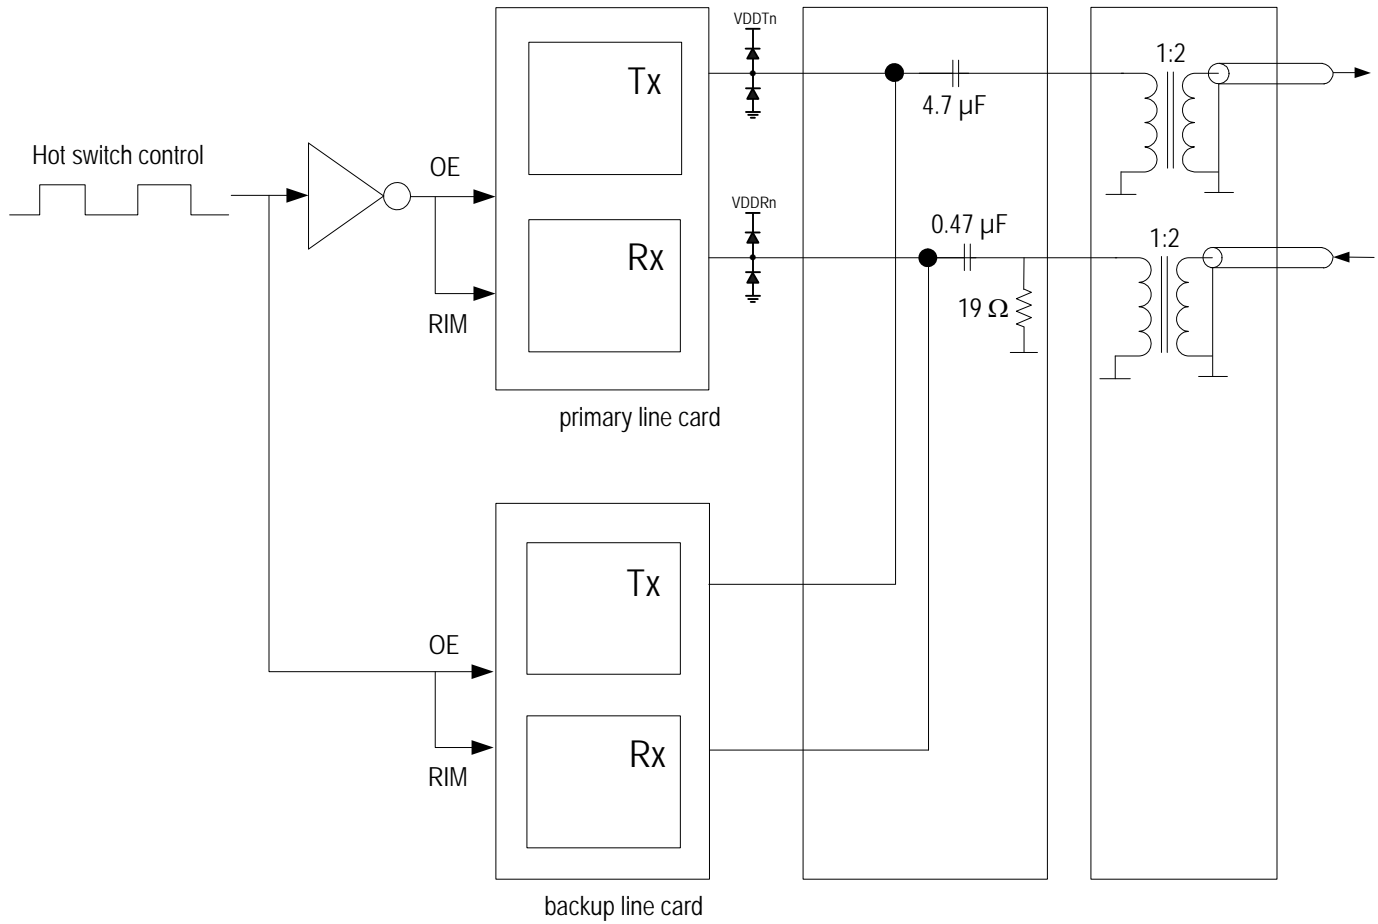 VDDTn
Tx
1:2
4.7 µF
Hot switch control
OE
VDDRn
0.47 µF
1:2
Rx
19 Ω
RIM
primary line card
Tx
OE
Rx
RIM
backup line card